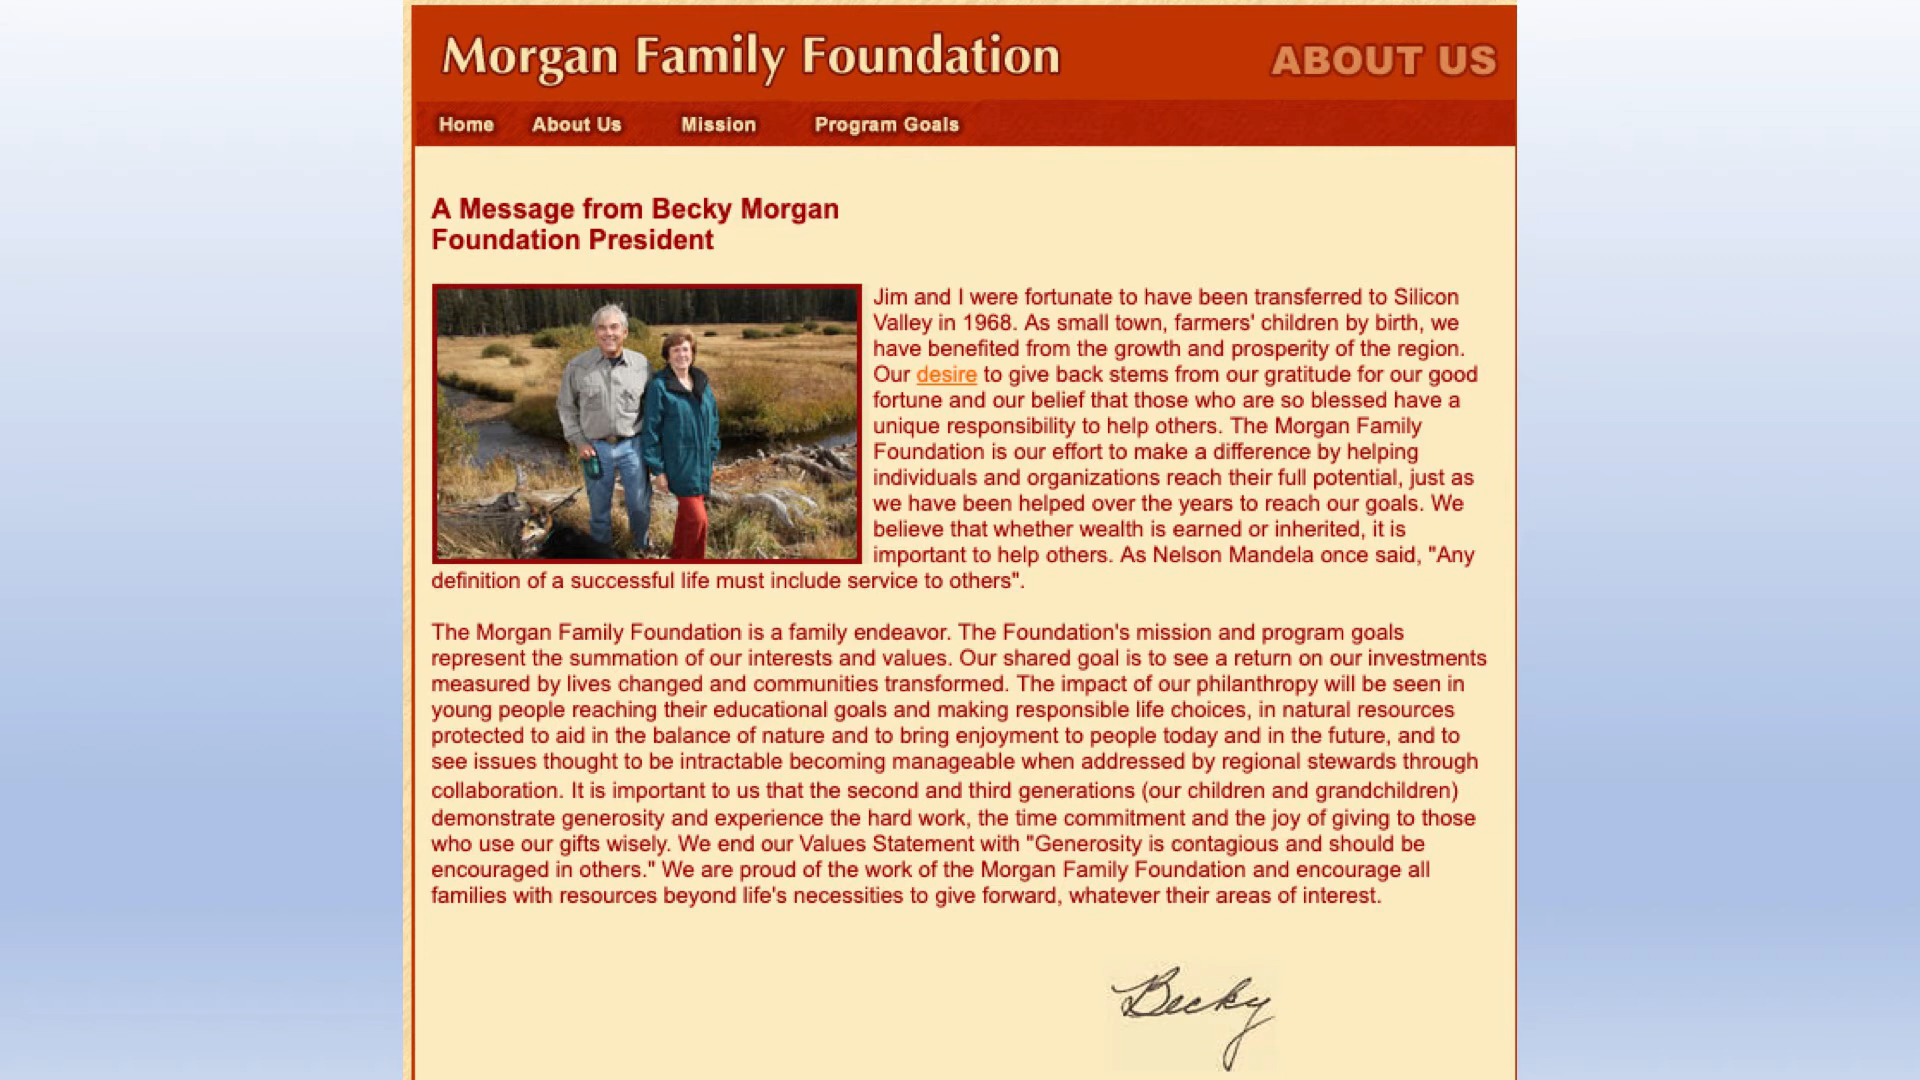 Morgan Family Foundation
ABOUT US
Home About Us Mission Program Goals
A Message from Becky Morgan
Foundation President
Jim and I were fortunate to have been transferred to Silicon
Valley in 1968. As small town, farmers' children by birth, we
have benefited from the growth and prosperity of the region.
Our desire to give back stems from our gratitude for our good
fortune and our belief that those who are so blessed have a
unique responsibility to help others. The Morgan Family
Foundation is our effort to make a difference by helping
individuals and organizations reach their full potential, just as
we have been helped over the years to reach our goals. We
believe that whether wealth is earned or inherited, it is
important to help others. As Nelson Mandela once said, "Any
definition of a successful life must include service to others".
The Morgan Family Foundation is a family endeavor. The Foundation's mission and program goals
represent the summation of our interests and values. Our shared goal is to see a return on our investments
measured by lives changed and communities transformed. The impact of our philanthropy will be seen in
young people reaching their educational goals and making responsible life choices, in natural resources
protected to aid in the balance of nature and to bring enjoyment to people today and in the future, and to
see issues thought to be intractable becoming manageable when addressed by regional stewards through
collaboration. It is important to us that the second and third generations (our children and grandchildren)
demonstrate generosity and experience the hard work, the time commitment and the joy of giving to those
who use our gifts wisely. We end our Values Statement with "Generosity is contagious and should be
encouraged in others." We are proud of the work of the Morgan Family Foundation and encourage all
families with resources beyond life's necessities to give forward, whatever their areas of interest.
Becky